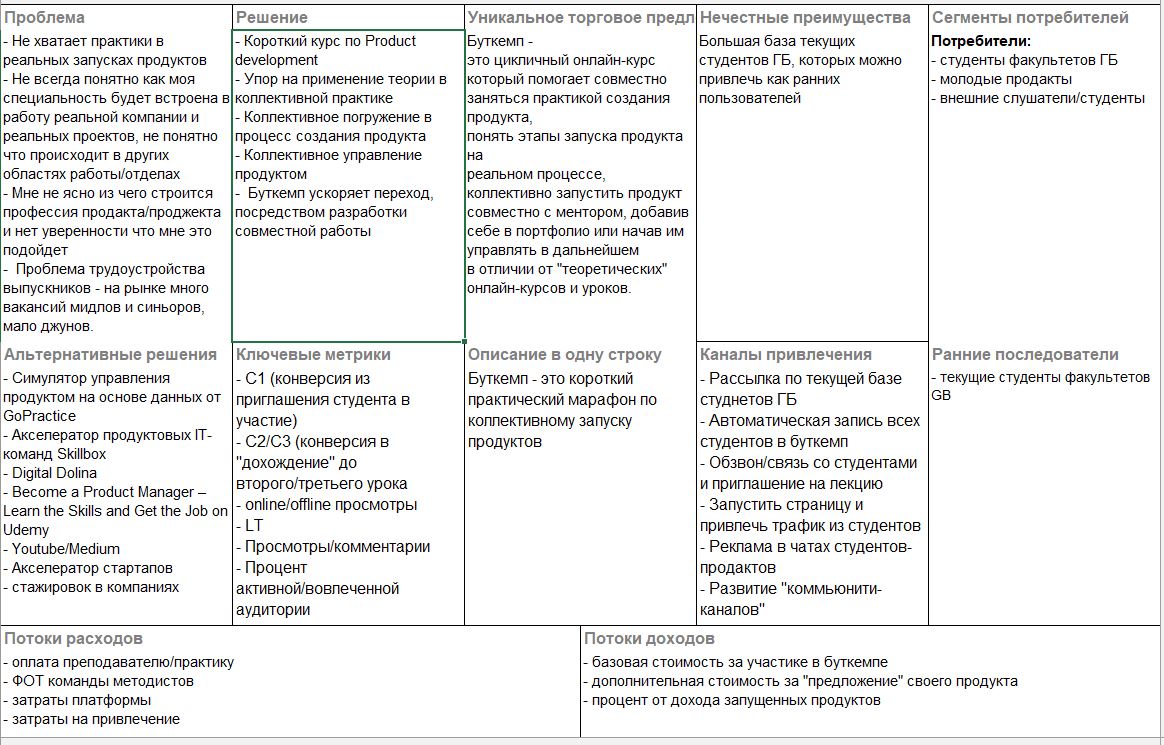 Проблема
- Не хватает практики в
реальных запусках продуктов
- Не всегда понятно как моя
специальность будет встроена в
работу реальной компании и
реальных проектов, не понятно
что происходит в других
областях работы/отделах
- Мне не ясно из чего строится
профессия продакта/проджекта
и нет уверенности что мне это
подойдет
-  Проблема трудоустройства
выпускников - на рынке много
вакансий мидлов и синьоров,
мало джунов.
Решение
- Короткий курс по Product
development
- Упор на применение теории в
коллективной практике
- Коллективное погружение в
процесс создания продукта
- Коллективное управление
продуктом
-  Буткемп ускоряет переход,
посредством разработки
совместной работы
Уникальное торговое предл
Буткемп -
это цикличный онлайн-курс
который помогает совместно
заняться практикой создания
продукта,
понять этапы запуска продукта
на
реальном процессе,
коллективно запустить продукт
совместно с ментором, добавив
себе в портфолио или начав им
управлять в дальнейшем
в отличии от "теоретических"
онлайн-курсов и уроков.
Нечестные преимущества
Большая база текущих
студентов ГБ, которых можно
привлечь как ранних
пользователей
Сегменты потребителей
Потребители:
- студенты факультетов ГБ
- молодые продакты
- внешние слушатели/студенты
Альтернативные решения
- Симулятор управления
продуктом на основе данных от
GoPractice
- Акселератор продуктовых IT-
команд Skillbox
- Digital Dolina
- Become a Product Manager –
Learn the Skills and Get the Job on
Udemy
- Youtube/Medium
- Акселератор стартапов
- стажировок в компаниях
Ключевые метрики
- С1 (конверсия из
приглашения студента в
участие)
- С2/С3 (конверсия в
"дохождение" до
второго/третьего урока
- online/offline просмотры
- LT
- Просмотры/комментарии
- Процент
активной/вовлеченной
аудитории
Описание в одну строку
Буткемп - это короткий
практический марафон по
коллективному запуску
продуктов
Каналы привлечения
- Рассылка по текущей базе
студнетов ГБ
- Автоматическая запись всех
студентов в буткемп
- Обзвон/связь со студентами
и приглашение на лекцию
- Запустить страницу и
привлечь трафик из студентов
- Реклама в чатах студентов-
продактов
- Развитие "коммьюнити-
каналов"
Ранние последователи
- текущие студенты факультетов
GB
Потоки расходов
- оплата преподавателю/практику
- ФОТ команды методистов
- затраты платформы
- затраты на привлечение
Потоки доходов
- базовая стоимость за участике в буткемпе
- дополнительная стоимость за "предложение" своего продукта
- процент от дохода запущенных продуктов